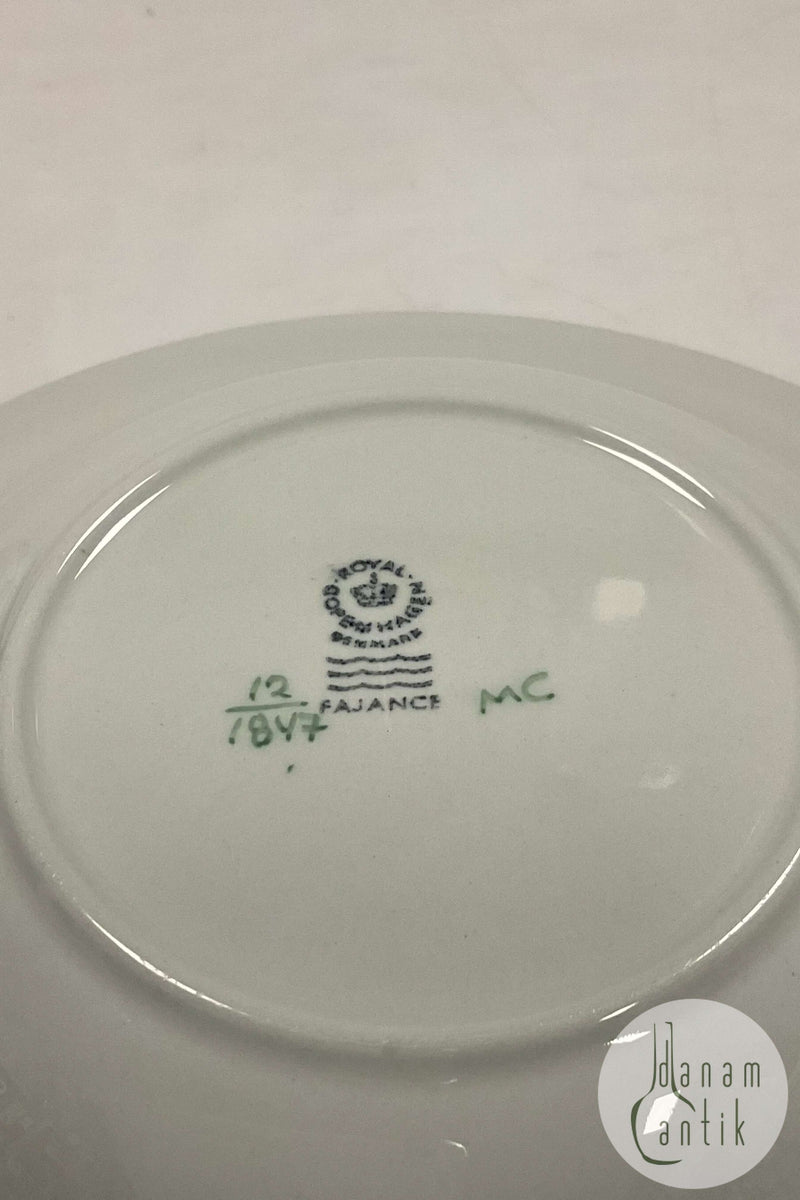 ROYAL
COPENHAGEN
DENMARK
FAJANCE
12
1847
MC
danam
antik